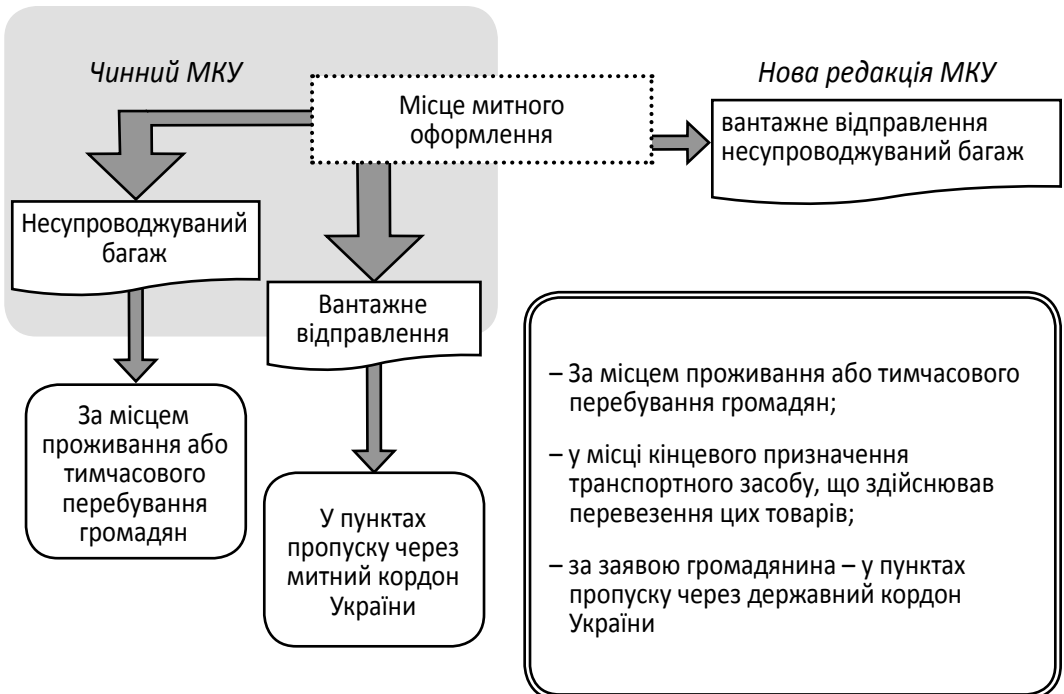 Чинний МКУ
Місце митного
оформлення
Нова редакція МКУ
вантажне відправлення
несупроводжуваний багаж
Несупроводжуваний
багаж
Вантажне
відправлення
За місцем
проживання або
тимчасового
перебування
громадян
У пунктах
пропуску через
митний кордон
України
– За місцем проживання або тимчасового
перебування громадян;
– у місці кінцевого призначення
транспортного засобу, що здійснював
перевезення цих товарів;
– за заявою громадянина – у пунктах
пропуску через державний кордон
України